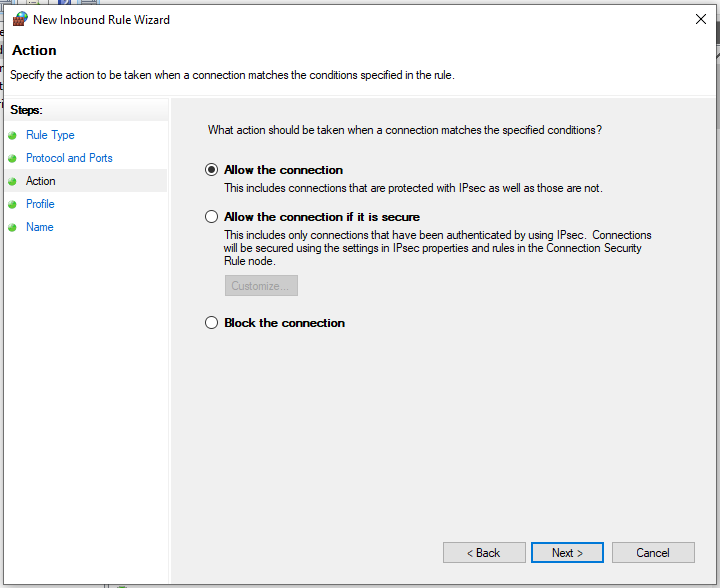 New Inbound Rule Wizard
Action
Specify the action to be taken when a connection matches the conditions specified in the rule.
Steps:
Rule Type
Protocol and Ports
Action
Profile
Name
What action should be taken when a connection matches the specified conditions?
Allow the connection
This includes connections that are protected with IPsec as well as those are not.
Allow the connection if it is secure
This includes only connections that have been authenticated by using IPsec. Connections
will be secured using the settings in IPsec properties and rules in the Connection Security
Rule node.
Customize...
Block the connection
< Back
Next >
Cancel